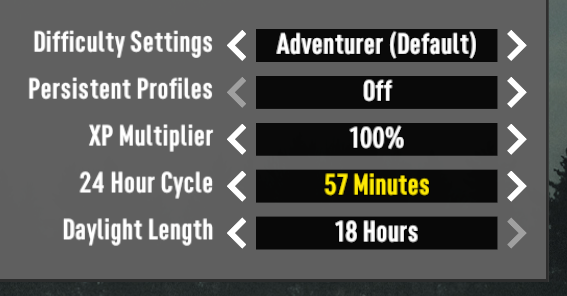 Difficulty Settings Adventurer (Default)
Persistent Profiles Off
XP Multiplier 100%
24 Hour Cycle 57 Minutes
Daylight Length 18 Hours